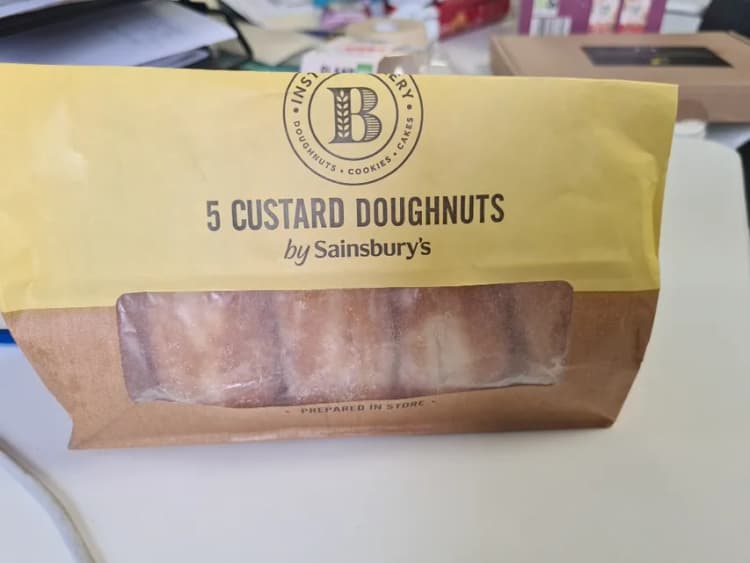 B
DOUGHNUTS • COOKIES • CAKES
5 CUSTARD DOUGHNUTS
by Sainsbury's
- PREPARED IN STORE -